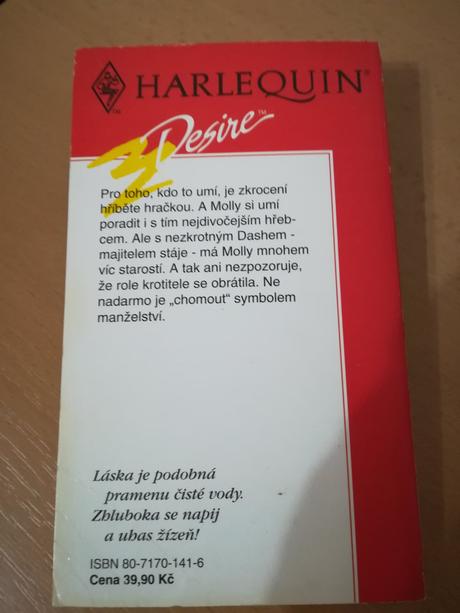 HARLEQUIN®
™
Desire™
Pro toho, kdo to umí, je zkrocení
hříběte hračkou. A Molly si umí
poradit i s tím nejdivočejším hřeb-
cem. Ale s nezkrotným Dashem -
majitelem stáje - má Molly mnohem
víc starostí. A tak ani nezpozoruje,
že role krotitele se obrátila. Ne
nadarmo je „chomout" symbolem
manželství.
Láska je podobná
pramenu čisté vody.
Zhluboka se napij
a uhas žízeň!
ISBN 80-7170-141-6
Cena 39,90 Kč